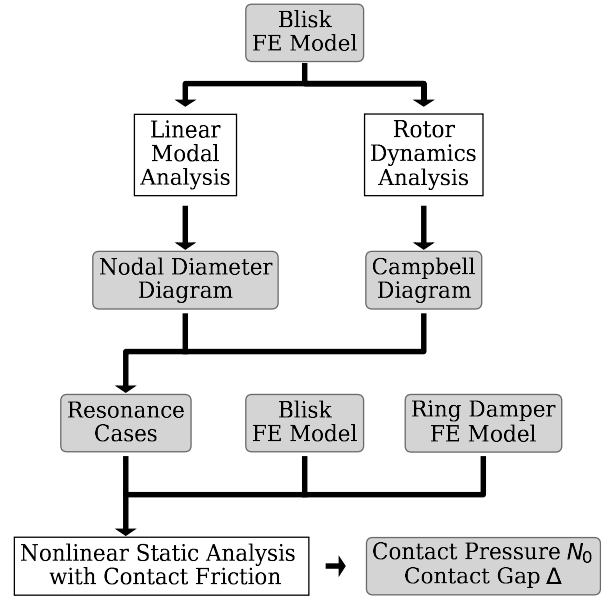 Blisk
FE Model
Linear
Modal
Analysis
Rotor
Dynamics
Analysis
Nodal Diameter
Diagram
Campbell
Diagram
Resonance
Cases
Blisk
FE Model
Ring Damper
FE Model
Nonlinear Static Analysis
with Contact Friction
Contact Pressure N₀
Contact Gap Δ